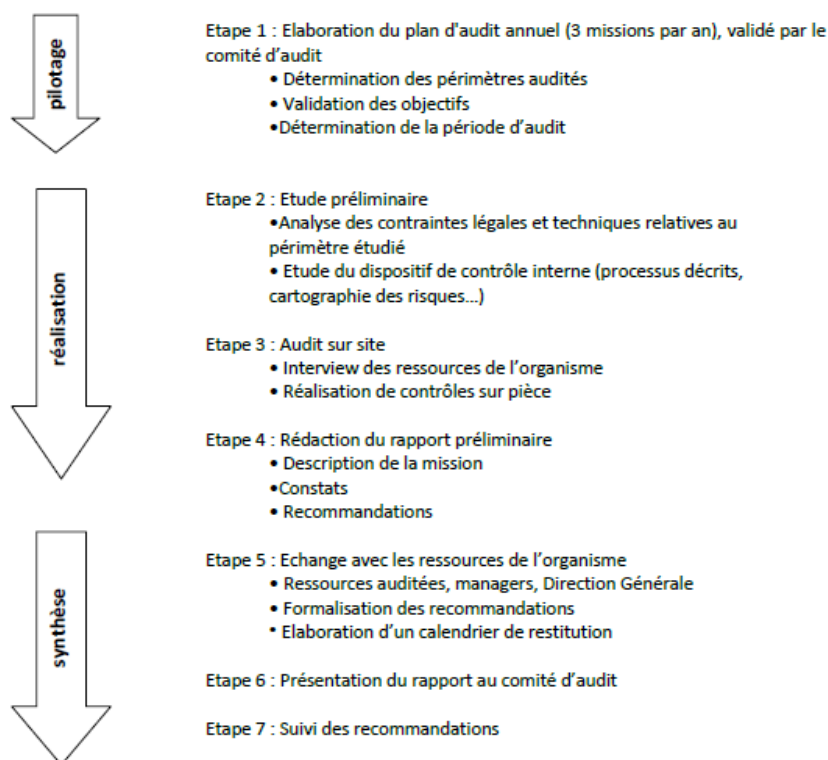 pilotage
Etape 1 : Elaboration du plan d'audit annuel (3 missions par an), validé par le
comité d'audit
• Détermination des périmètres audités
• Validation des objectifs
•Détermination de la période d'audit
réalisation
Etape 2 : Etude préliminaire
•Analyse des contraintes légales et techniques relatives au
périmètre étudié
• Etude du dispositif de contrôle interne (processus décrits,
cartographie des risques...)
Etape 3 : Audit sur site
• Interview des ressources de l'organisme
• Réalisation de contrôles sur pièce
Etape 4 : Rédaction du rapport préliminaire
• Description de la mission
•Constats
• Recommandations
synthèse
Etape 5 : Echange avec les ressources de l'organisme
• Ressources auditées, managers, Direction Générale
• Formalisation des recommandations
• Elaboration d'un calendrier de restitution
Etape 6 : Présentation du rapport au comité d'audit
Etape 7 : Suivi des recommandations